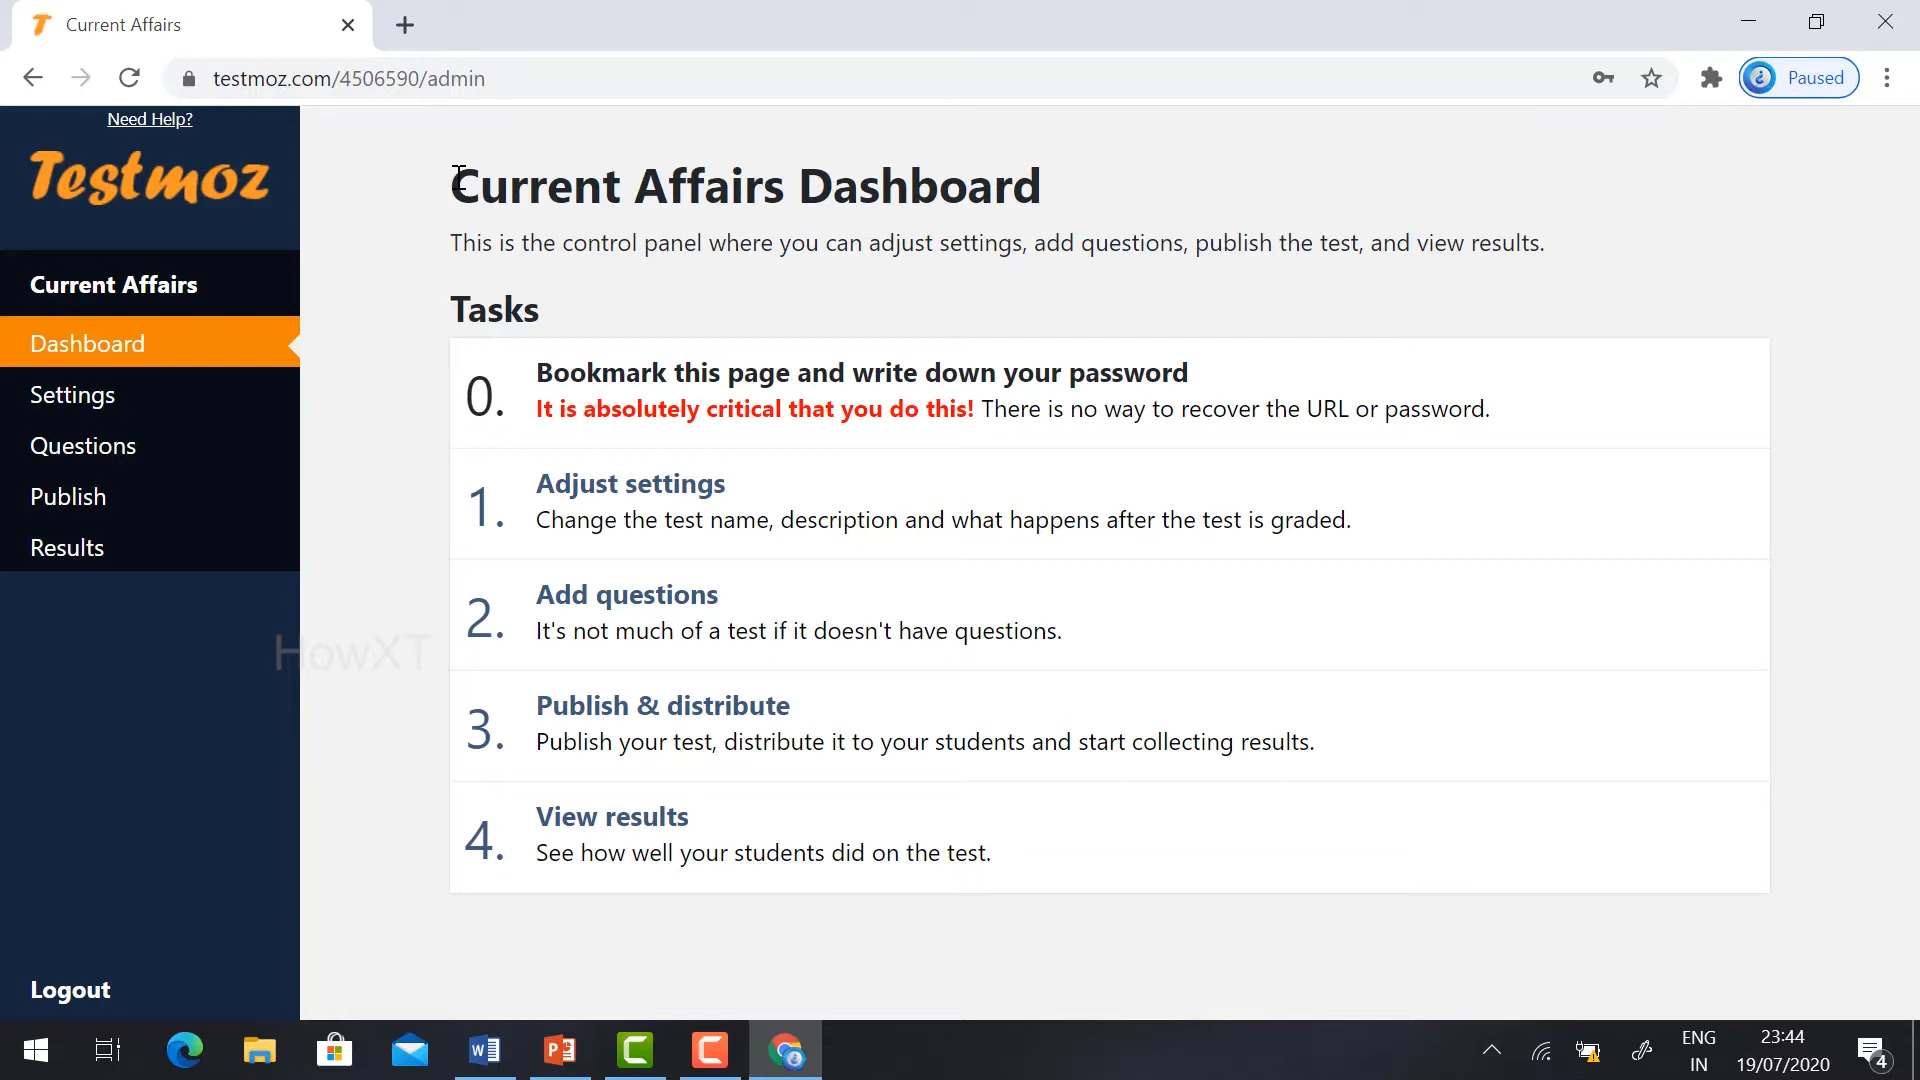 Current Affairs
testmoz.com/4506590/admin
Paused
Need Help?
Testmoz
Current Affairs
Dashboard
Settings
Questions
Publish
Results
Logout
Current Affairs Dashboard
This is the control panel where you can adjust settings, add questions, publish the test, and view results.
Tasks
0.
Bookmark this page and write down your password
It is absolutely critical that you do this! There is no way to recover the URL or password.
1.
Adjust settings
Change the test name, description and what happens after the test is graded.
2.
Add questions
It's not much of a test if it doesn't have questions.
3.
Publish & distribute
Publish your test, distribute it to your students and start collecting results.
4.
View results
See how well your students did on the test.
HowXT
ENG
IN
23:44
19/07/2020
4